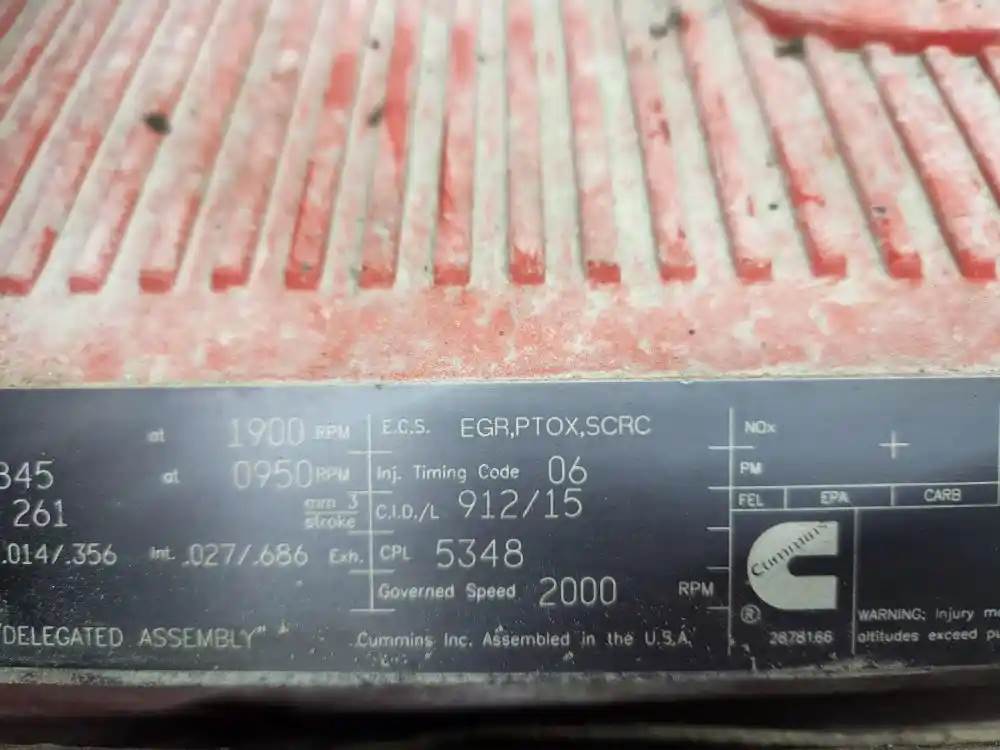 at 1900 RPM
345 at 0950 RPM
261 mm 3 stroke
.014/.356 Int. .027/.686 Exh.
"DELEGATED ASSEMBLY"
E.C.S. EGR,PTOX,SCRC
Inj. Timing Code 06
C.I.D./L 912/15
CPL 5348
Governed Speed 2000 RPM
Cummins Inc. Assembled in the U.S.A.
NOx
PM
FEL EPA CARB
Cummins
®
2878166
WARNING: Injury m
altitudes exceed p